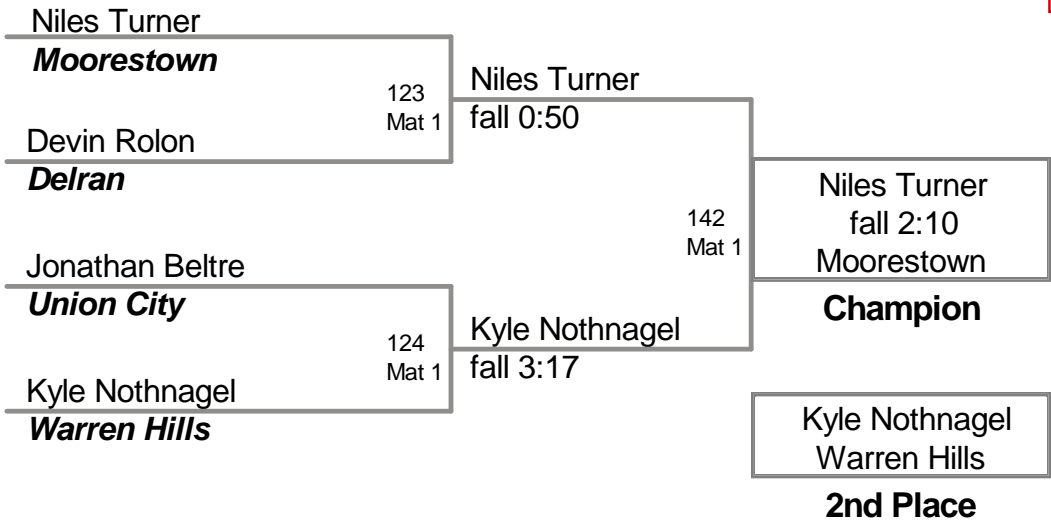 Niles Turner
Moorestown
123
Mat 1
Niles Turner
fall 0:50
Devin Rolon
Delran
142
Mat 1
Niles Turner
fall 2:10
Moorestown
Champion
Jonathan Beltre
Union City
124
Mat 1
Kyle Nothnagel
fall 3:17
Kyle Nothnagel
Warren Hills
Kyle Nothnagel
Warren Hills
2nd Place